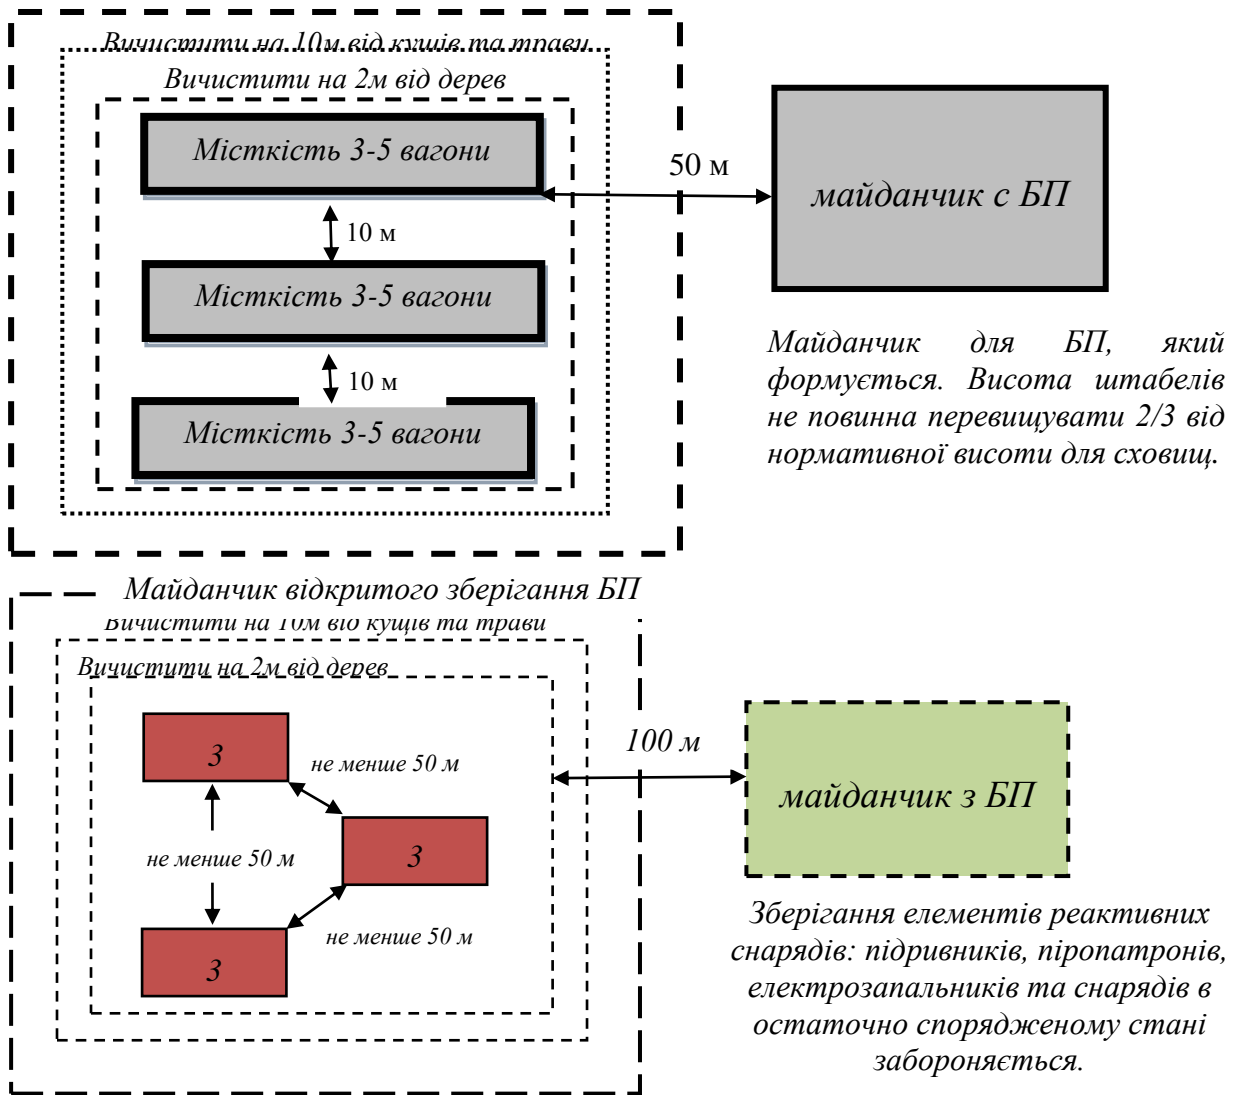 Вичистити на 10м від кущів та трави
Вичистити на 2м від дерев
Місткість 3-5 вагони
10 м
Місткість 3-5 вагони
10 м
Місткість 3-5 вагони
50 м
майданчик с БП
Майданчик для БП, який
формується. Висота штабелів
не повинна перевищувати 2/3 від
нормативної висоти для сховищ.
Майданчик відкритого зберігання БП
Вичистити на 10м від кущів та трави
Вичистити на 2м від дерев
3
не менше 50 м
не менше 50 м
3
не менше 50 м
3
100 м
майданчик з БП
Зберігання елементів реактивних
снарядів: підривників, піропатронів,
електрозапальників та снарядів в
остаточно спорядженому стані
забороняється.